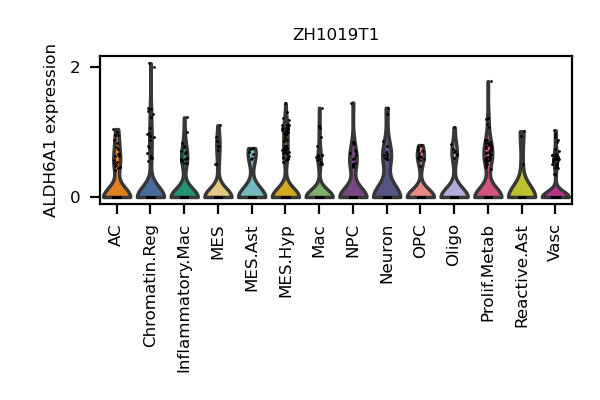 ZH1019T1
ALDH6A1 expression
2
0
AC
Chromatin.Reg
Inflammatory.Mac
MES
MES.Ast
MES.Hyp
Mac
NPC
Neuron
OPC
Oligo
Prolif.Metab
Reactive.Ast
Vasc